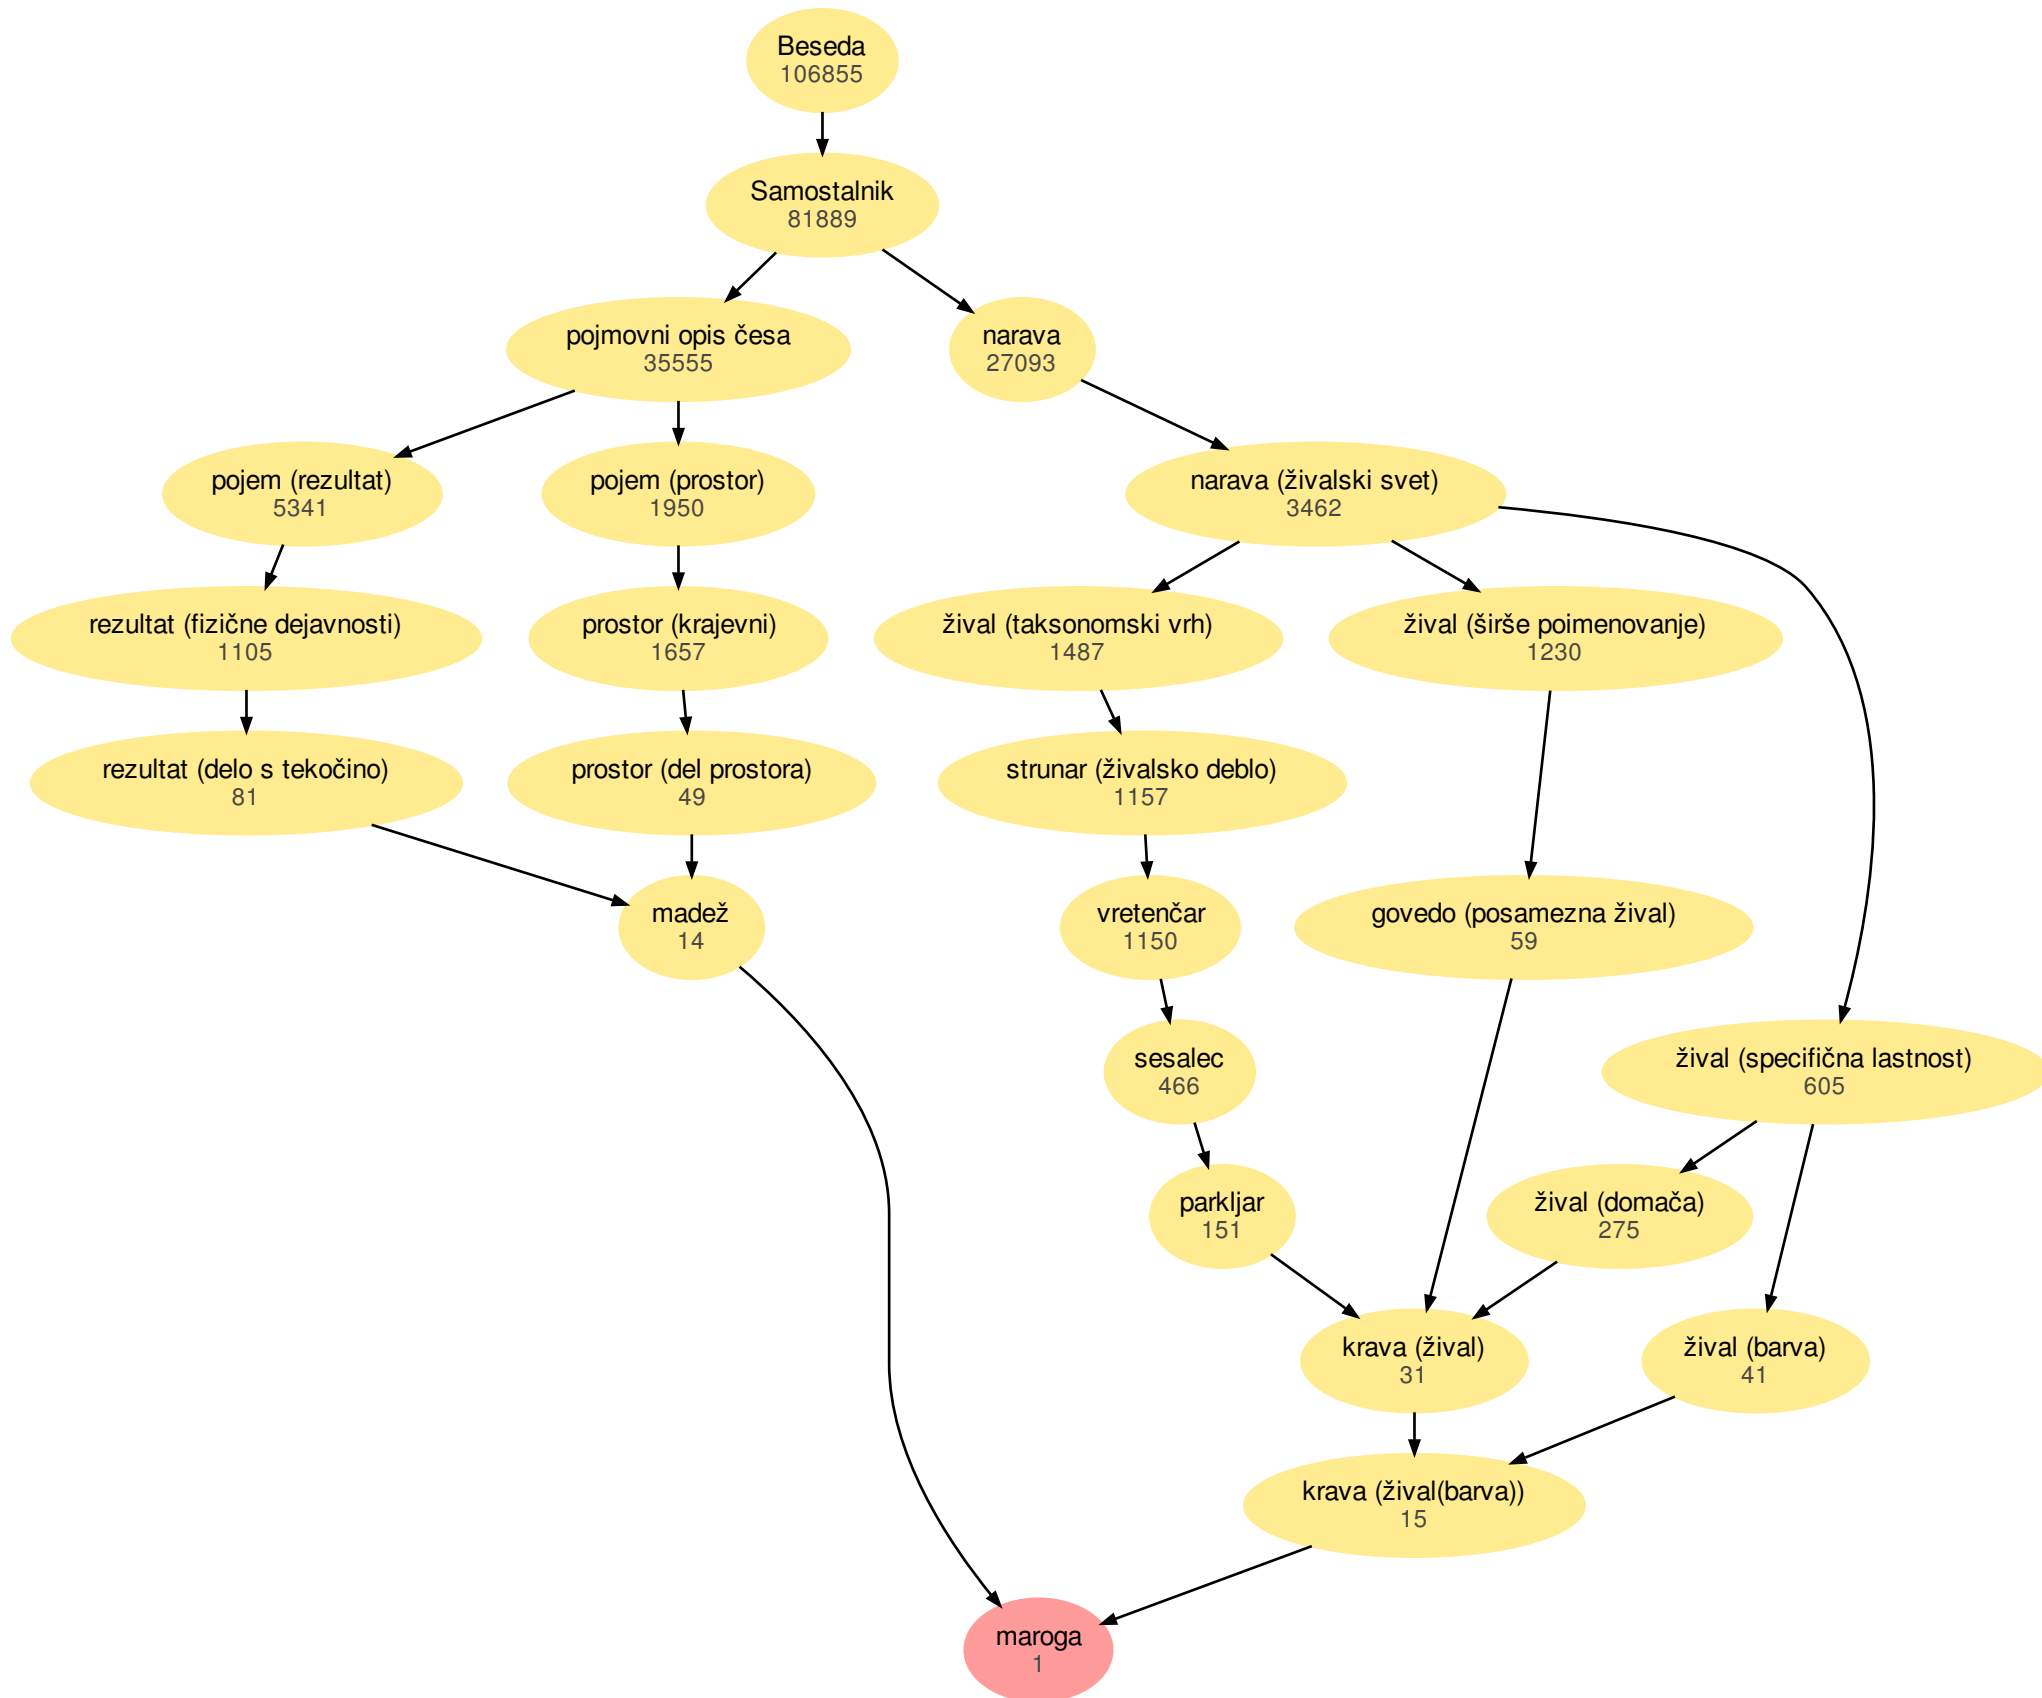 Beseda
106855
Samostalnik
81889
pojmovni opis česa
35555
narava
27093
pojem (rezultat)
5341
pojem (prostor)
1950
narava (živalski svet)
3462
rezultat (fizične dejavnosti)
1105
prostor (krajevni)
1657
žival (taksonomski vrh)
1487
žival (širše poimenovanje)
1230
rezultat (delo s tekočino)
81
prostor (del prostora)
49
strunar (živalsko deblo)
1157
madež
14
vretenčar
1150
govedo (posamezna žival)
59
sesalec
466
žival (specifična lastnost)
605
parkljar
151
žival (domača)
275
krava (žival)
31
žival (barva)
41
krava (žival(barva))
15
maroga
1